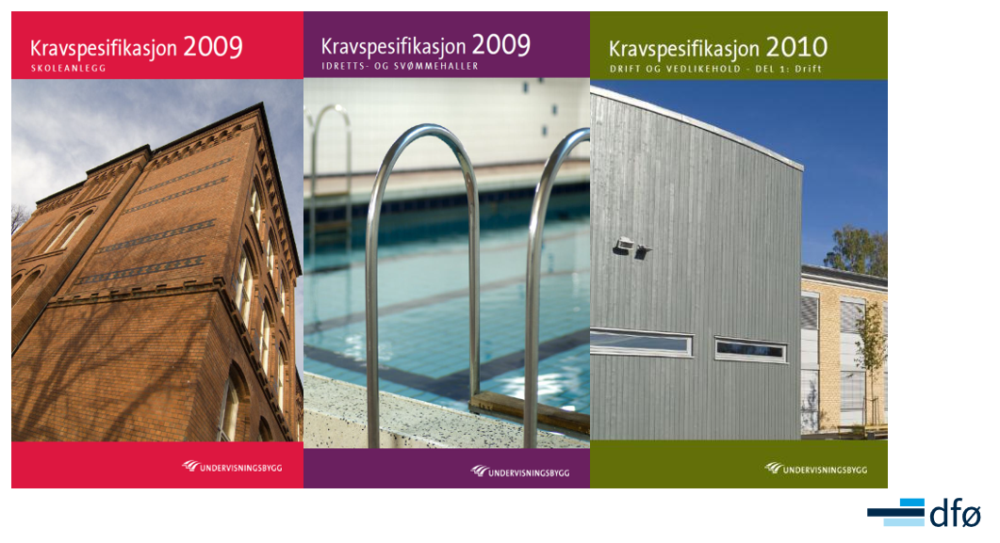 Kravspesifikasjon 2009
SKOLEANLEGG
UNDERVISNINGSBYGG
Kravspesifikasjon 2009
IDRETTS- OG SVØMMEHALLER
UNDERVISNINGSBYGG
Kravspesifikasjon 2010
DRIFT OG VEDLIKEHOLD - DEL 1: Drift
UNDERVISNINGSBYGG
dfø